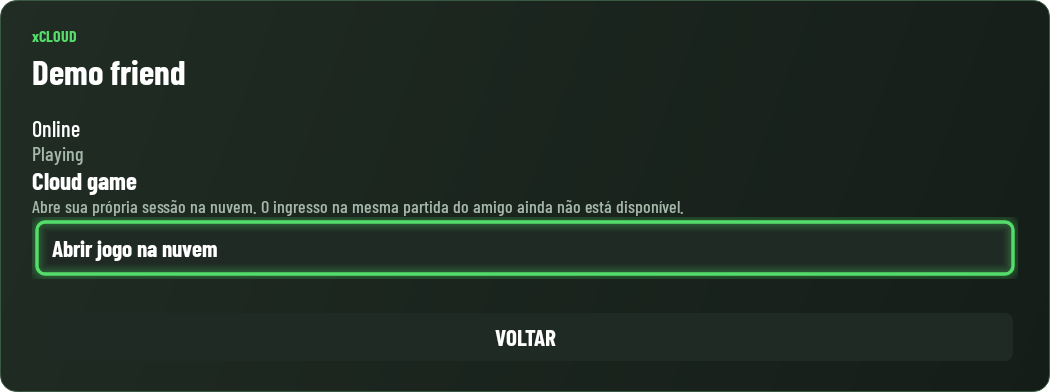 xCLOUD
Demo friend
Online
Playing
Cloud game
Abre sua própria sessão na nuvem. O ingresso na mesma partida do amigo ainda não está disponível.
Abrir jogo na nuvem
VOLTAR